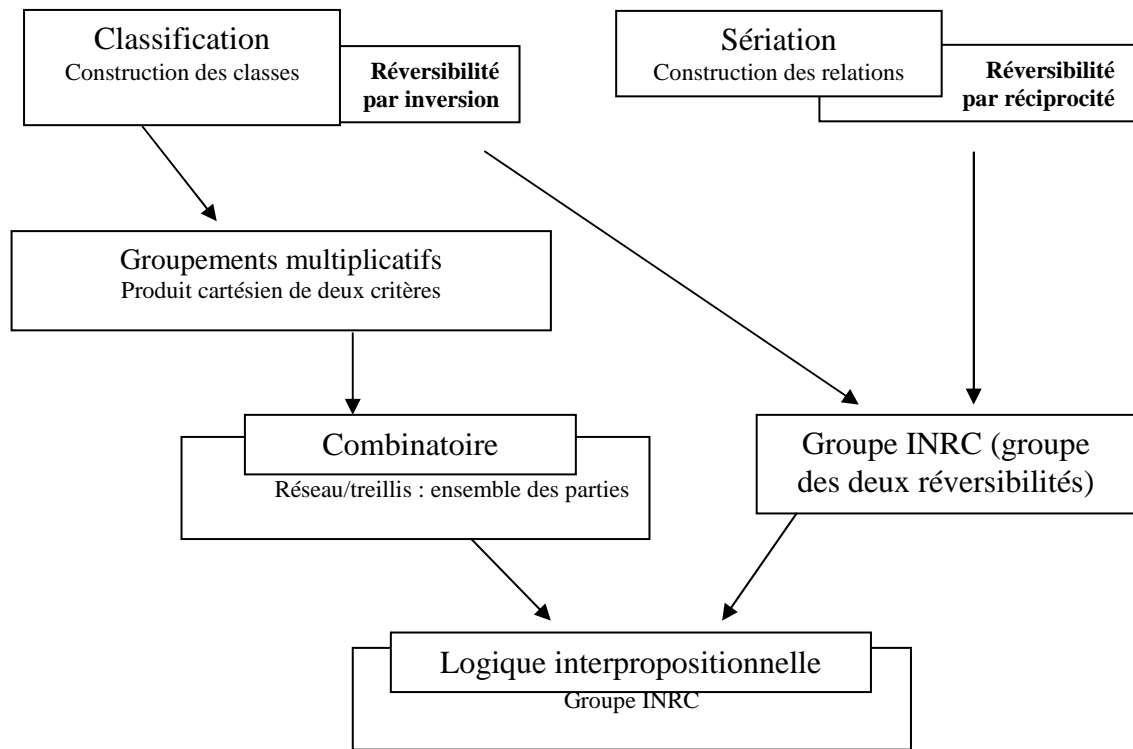 Classification
Construction des classes
Réversibilité
par inversion
Sériation
Construction des relations
Réversibilité
par réciprocité
Groupements multiplicatifs
Produit cartésien de deux critères
Combinatoire
Réseau/treillis : ensemble des parties
Groupe INRC (groupe
des deux réversibilités)
Logique interpropositionnelle
Groupe INRC